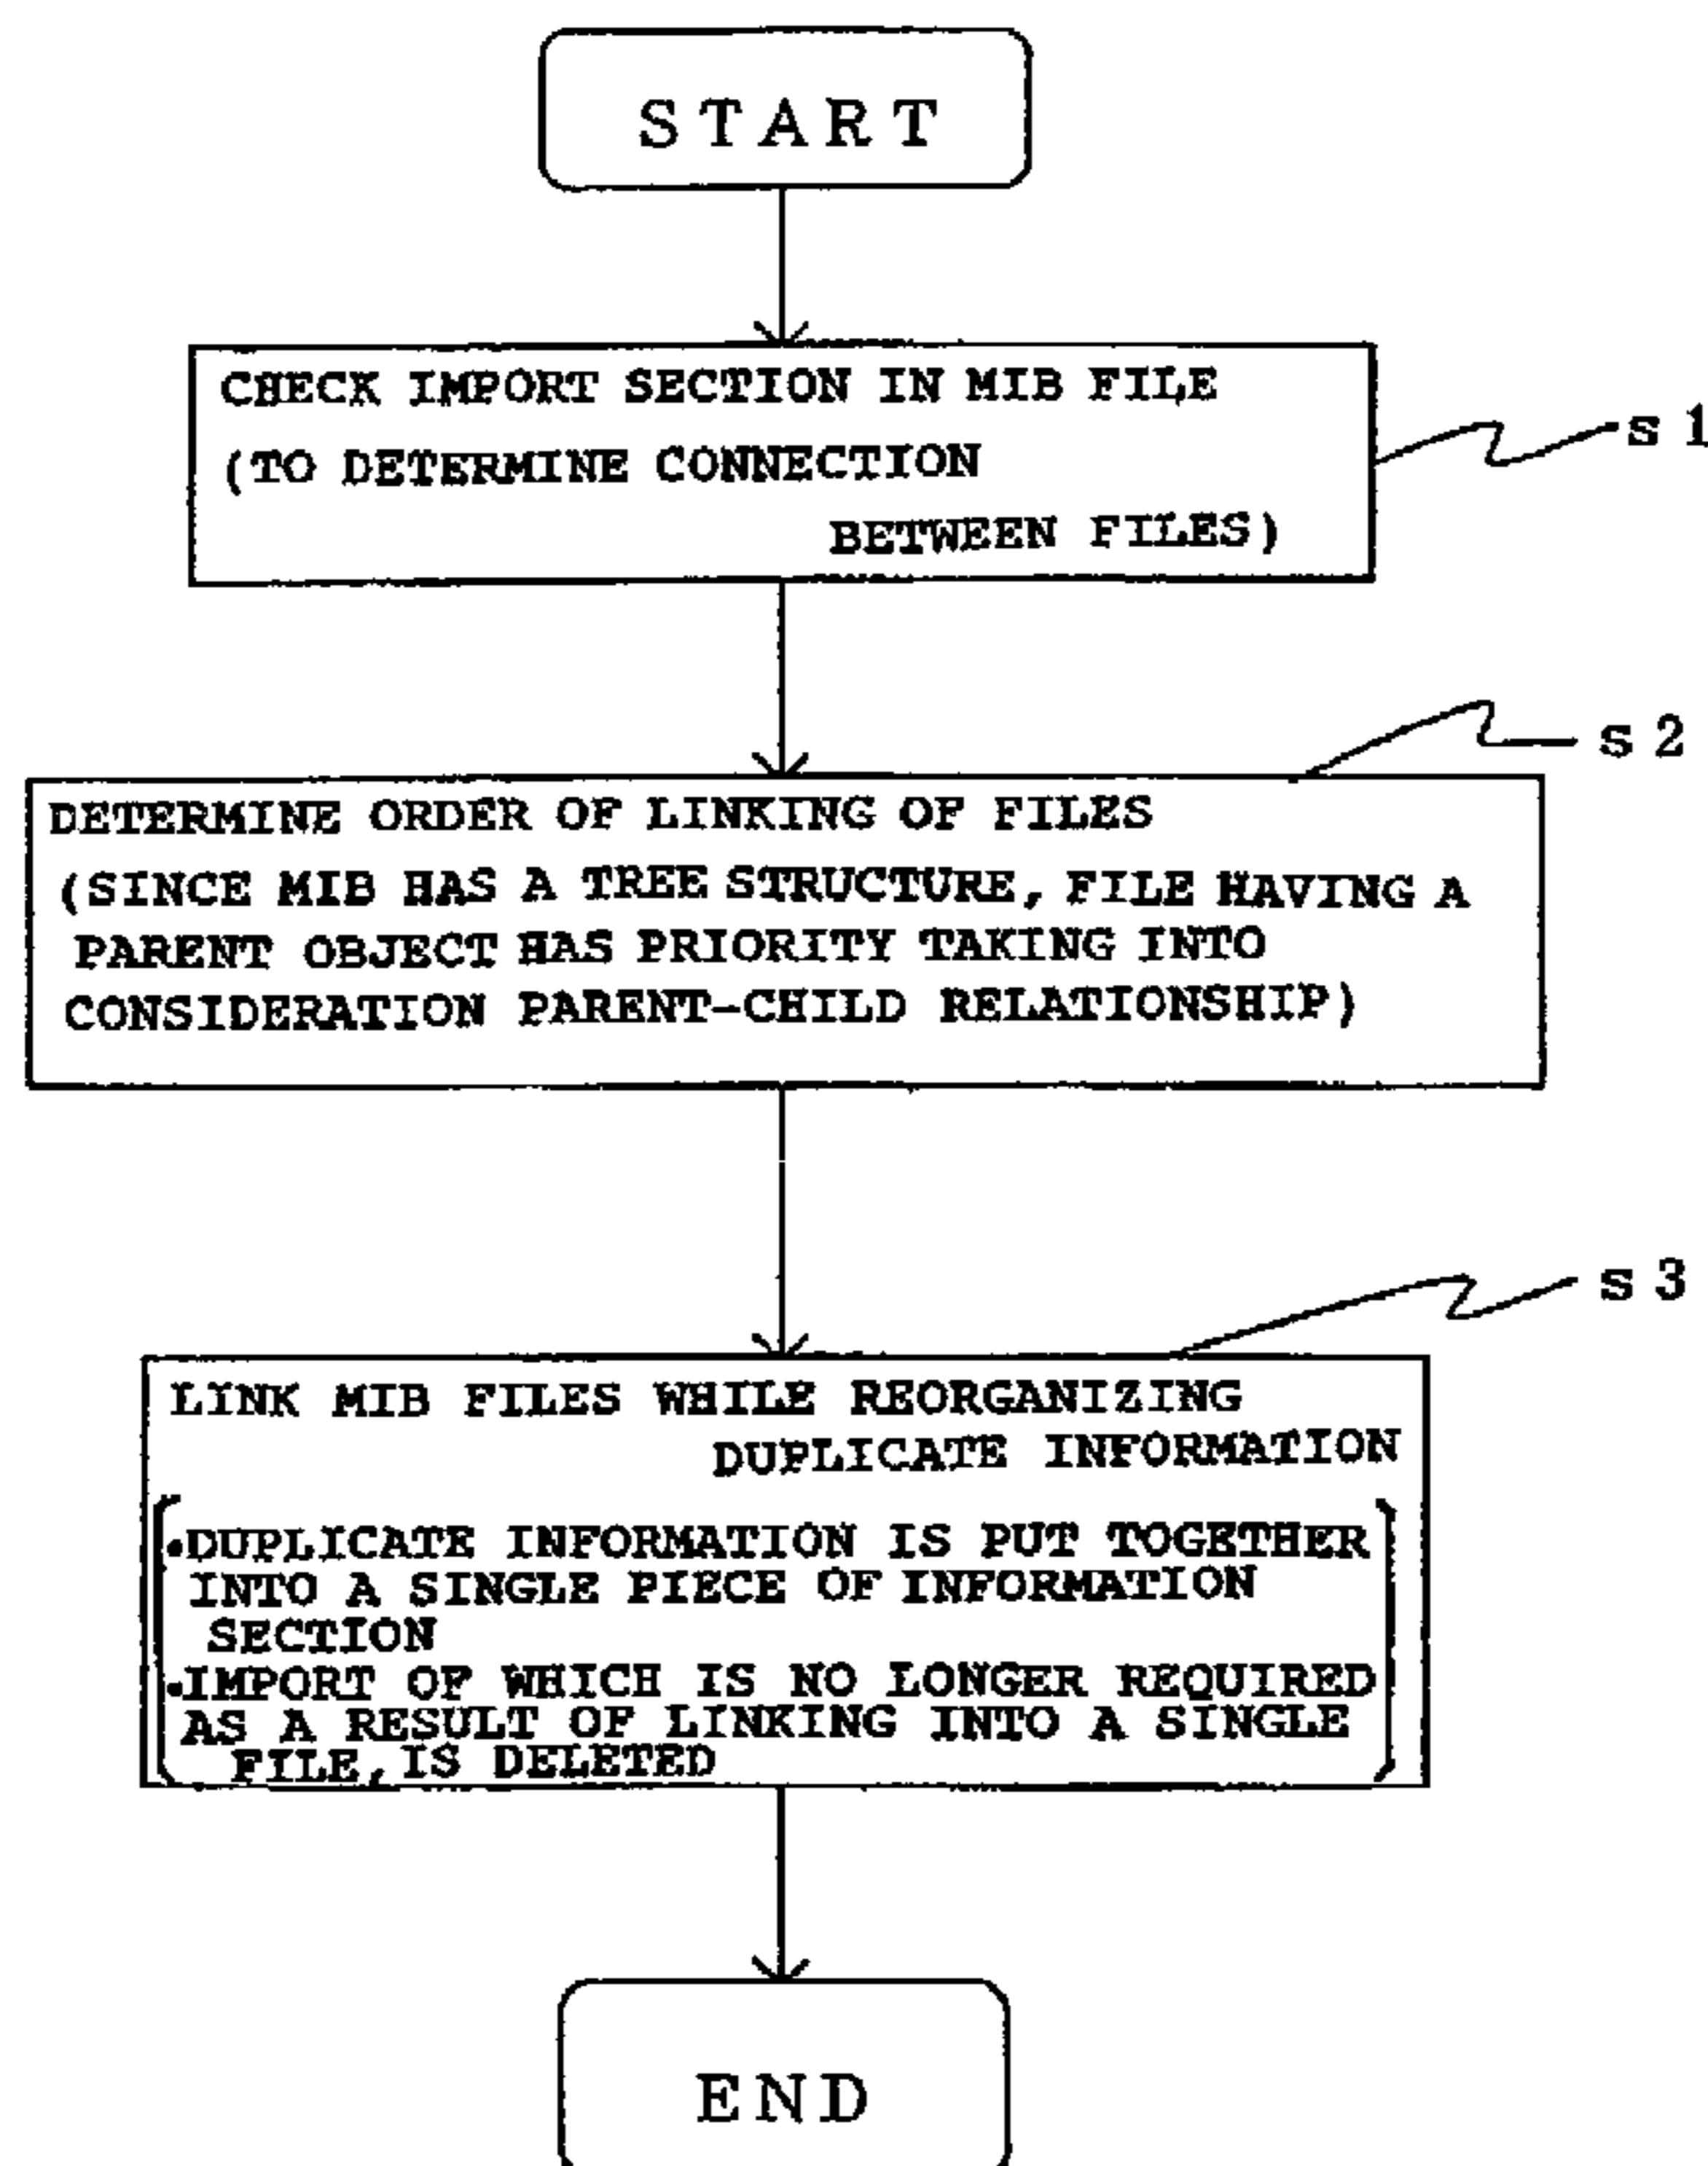 START
CHECK IMPORT SECTION IN MIB FILE
(TO DETERMINE CONNECTION
BETWEEN FILES)
s1
s2
DETERMINE ORDER OF LINKING OF FILES
(SINCE MIB HAS A TREE STRUCTURE, FILE HAVING A
PARENT OBJECT HAS PRIORITY TAKING INTO
CONSIDERATION PARENT-CHILD RELATIONSHIP)
s3
LINK MIB FILES WHILE REORGANIZING
DUPLICATE INFORMATION
•DUPLICATE INFORMATION IS PUT TOGETHER
INTO A SINGLE PIECE OF INFORMATION
SECTION
•IMPORT OF WHICH IS NO LONGER REQUIRED
AS A RESULT OF LINKING INTO A SINGLE
FILE, IS DELETED
END